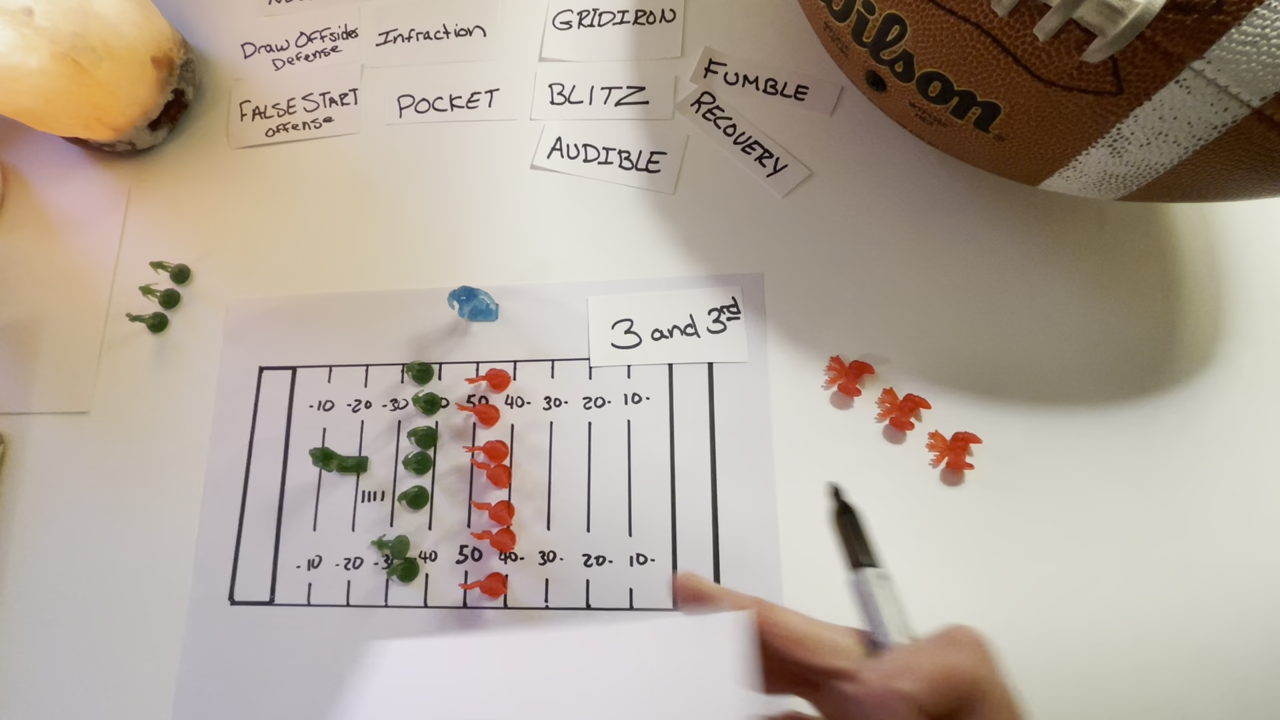 Draw Offsides
Defense
Infraction
GRIDIRON
FALSE START
offense
POCKET
BLITZ
FUMBLE
RECOVERY
AUDIBLE
Wilson
3 and 3rd
-10 -20 -30 50 40- 30- 20- 10-
-10 -20 -3 -40 50 40- 30- 20- 10-